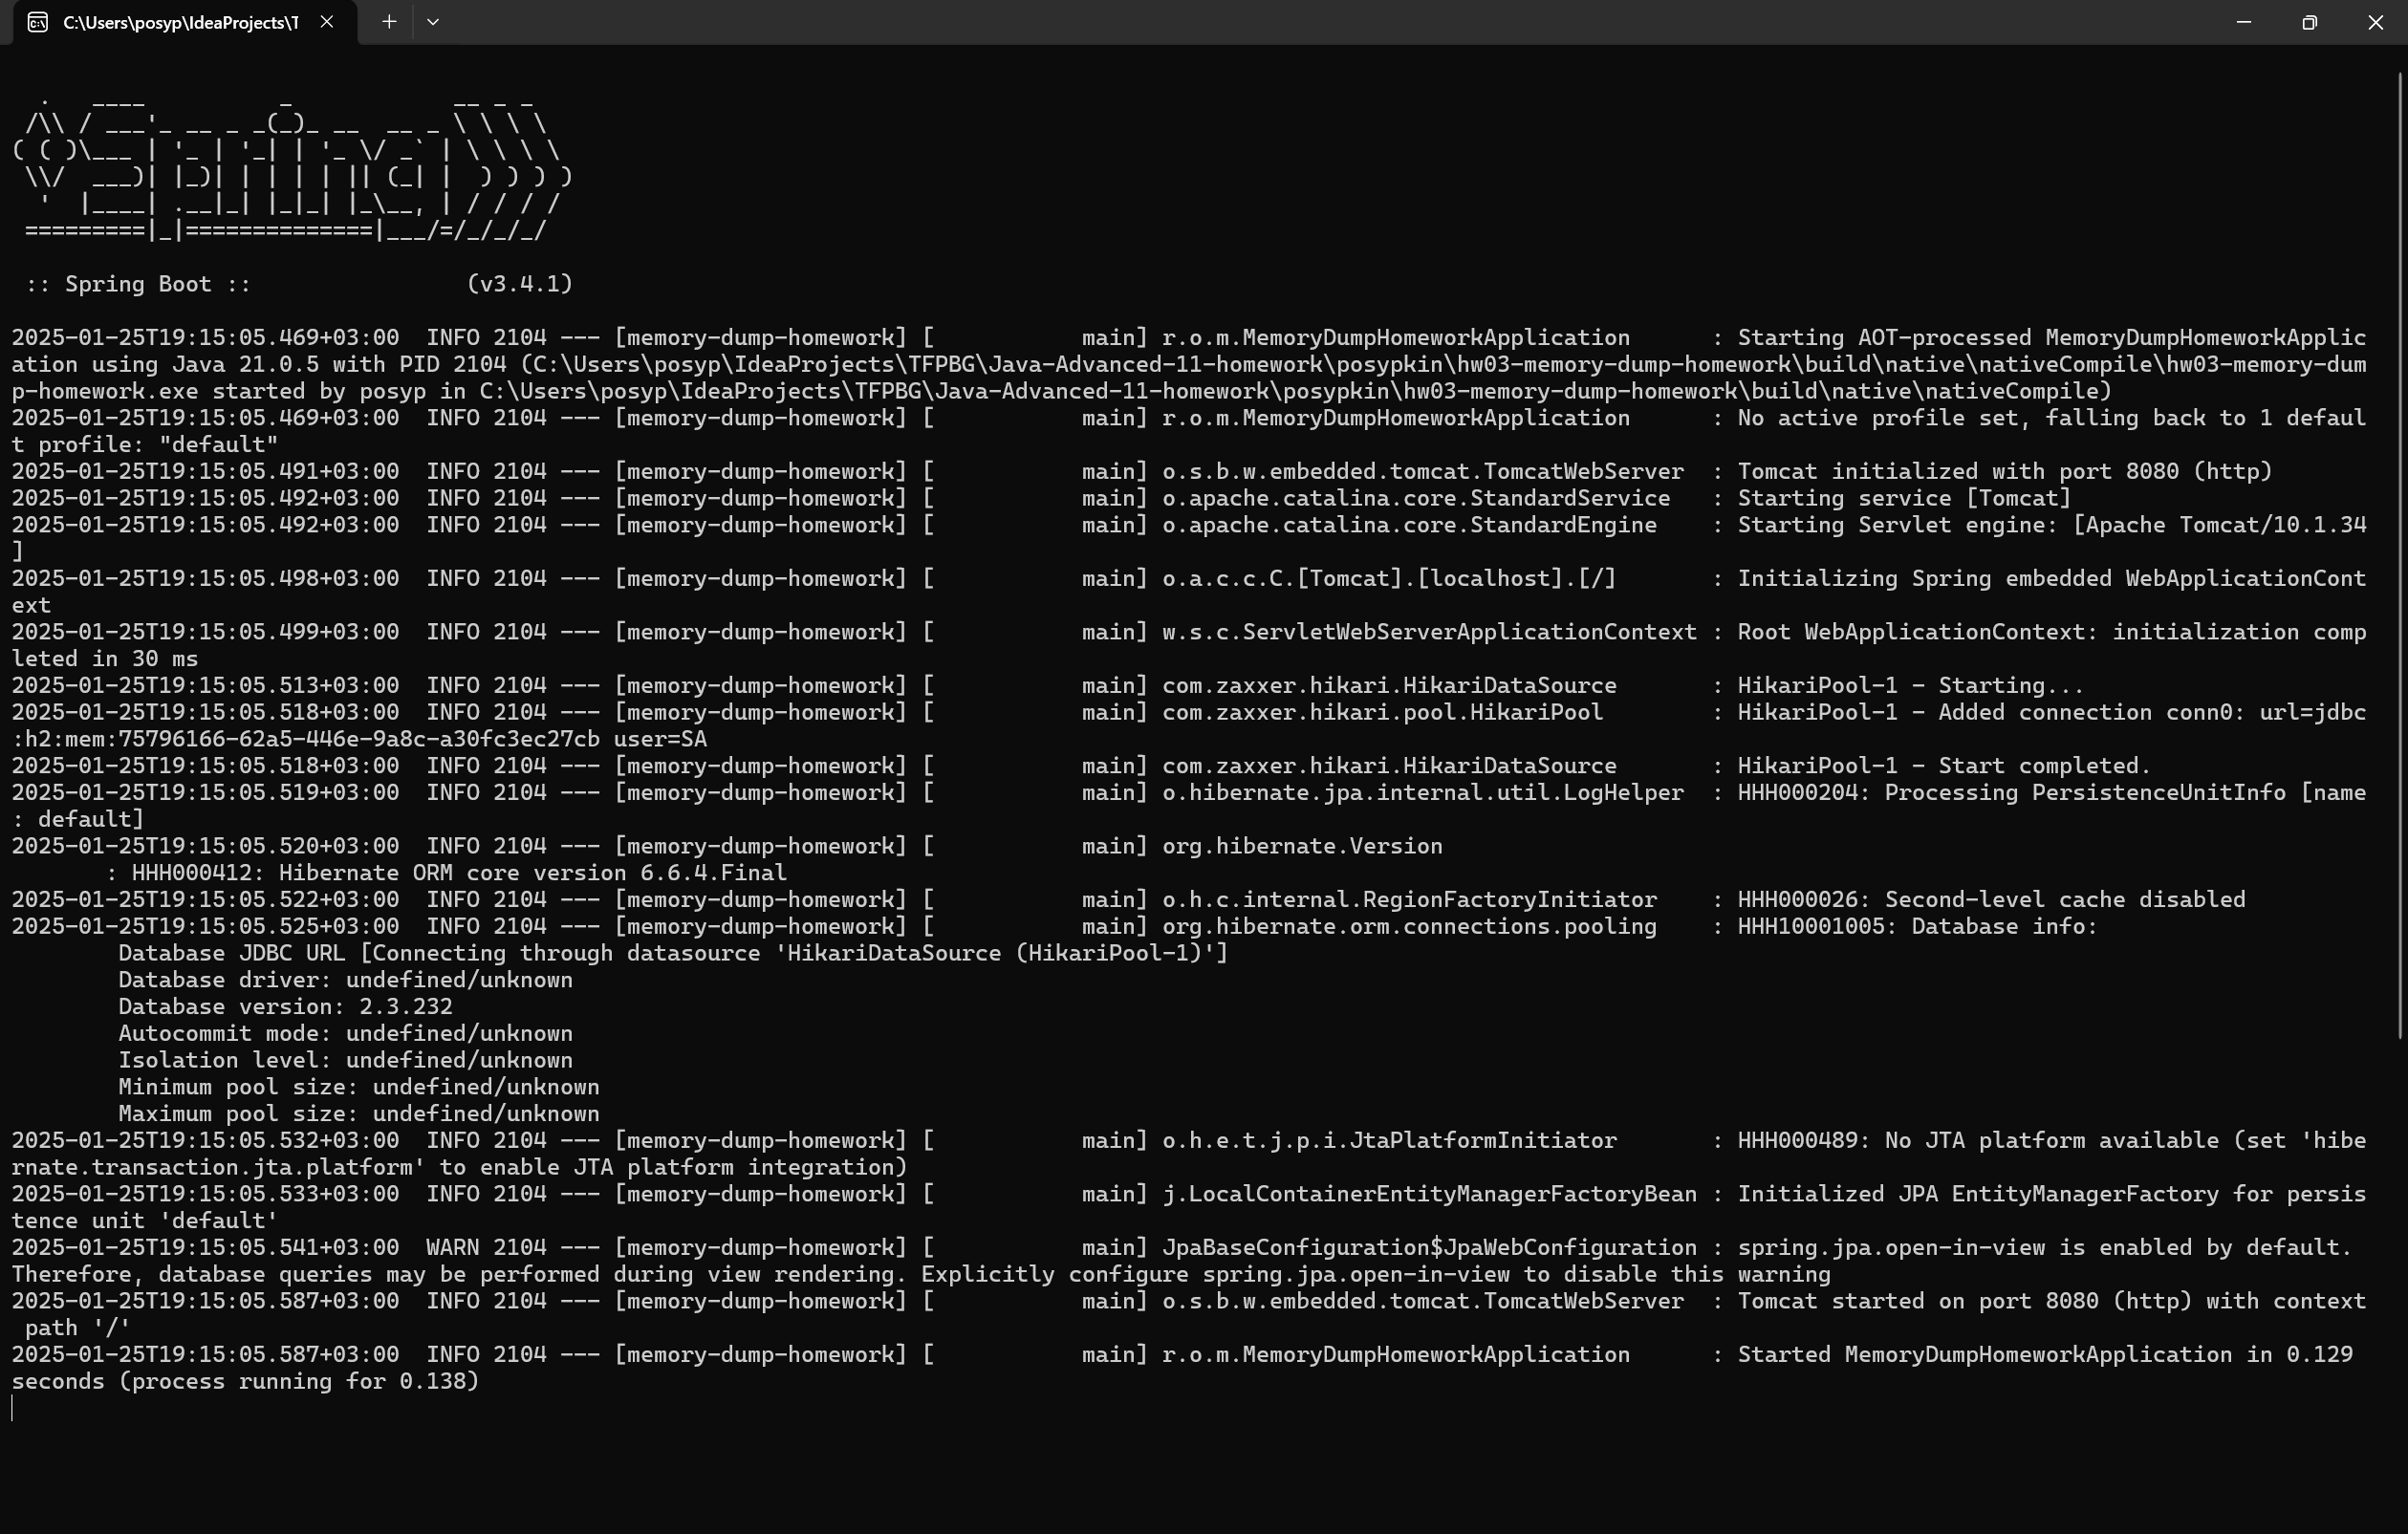 C:\Users\posyp\IdeaProjects\T
  .   ____          _            __ _ _
 /\\ / ___'_ __ _ _(_)_ __  __ _ \ \ \ \
( ( )\___ | '_ | '_| | '_ \/ _` | \ \ \ \
 \\/  ___)| |_)| | | | | || (_| |  ) ) ) )
  '  |____| .__|_| |_|_| |_\__, | / / / /
 =========|_|==============|___/=/_/_/_/

 :: Spring Boot ::                (v3.4.1)

2025-01-25T19:15:05.469+03:00  INFO 2104 --- [memory-dump-homework] [           main] r.o.m.MemoryDumpHomeworkApplication      : Starting AOT-processed MemoryDumpHomeworkApplic
ation using Java 21.0.5 with PID 2104 (C:\Users\posyp\IdeaProjects\TFPBG\Java-Advanced-11-homework\posypkin\hw03-memory-dump-homework\build\native\nativeCompile\hw03-memory-dum
p-homework.exe started by posyp in C:\Users\posyp\IdeaProjects\TFPBG\Java-Advanced-11-homework\posypkin\hw03-memory-dump-homework\build\native\nativeCompile)
2025-01-25T19:15:05.469+03:00  INFO 2104 --- [memory-dump-homework] [           main] r.o.m.MemoryDumpHomeworkApplication      : No active profile set, falling back to 1 defaul
t profile: "default"
2025-01-25T19:15:05.491+03:00  INFO 2104 --- [memory-dump-homework] [           main] o.s.b.w.embedded.tomcat.TomcatWebServer  : Tomcat initialized with port 8080 (http)
2025-01-25T19:15:05.492+03:00  INFO 2104 --- [memory-dump-homework] [           main] o.apache.catalina.core.StandardService   : Starting service [Tomcat]
2025-01-25T19:15:05.492+03:00  INFO 2104 --- [memory-dump-homework] [           main] o.apache.catalina.core.StandardEngine    : Starting Servlet engine: [Apache Tomcat/10.1.34
]
2025-01-25T19:15:05.498+03:00  INFO 2104 --- [memory-dump-homework] [           main] o.a.c.c.C.[Tomcat].[localhost].[/]       : Initializing Spring embedded WebApplicationCont
ext
2025-01-25T19:15:05.499+03:00  INFO 2104 --- [memory-dump-homework] [           main] w.s.c.ServletWebServerApplicationContext : Root WebApplicationContext: initialization comp
leted in 30 ms
2025-01-25T19:15:05.513+03:00  INFO 2104 --- [memory-dump-homework] [           main] com.zaxxer.hikari.HikariDataSource       : HikariPool-1 - Starting...
2025-01-25T19:15:05.518+03:00  INFO 2104 --- [memory-dump-homework] [           main] com.zaxxer.hikari.pool.HikariPool        : HikariPool-1 - Added connection conn0: url=jdbc
:h2:mem:75796166-62a5-446e-9a8c-a30fc3ec27cb user=SA
2025-01-25T19:15:05.518+03:00  INFO 2104 --- [memory-dump-homework] [           main] com.zaxxer.hikari.HikariDataSource       : HikariPool-1 - Start completed.
2025-01-25T19:15:05.519+03:00  INFO 2104 --- [memory-dump-homework] [           main] o.hibernate.jpa.internal.util.LogHelper  : HHH000204: Processing PersistenceUnitInfo [name
: default]
2025-01-25T19:15:05.520+03:00  INFO 2104 --- [memory-dump-homework] [           main] org.hibernate.Version
       : HHH000412: Hibernate ORM core version 6.6.4.Final
2025-01-25T19:15:05.522+03:00  INFO 2104 --- [memory-dump-homework] [           main] o.h.c.internal.RegionFactoryInitiator    : HHH000026: Second-level cache disabled
2025-01-25T19:15:05.525+03:00  INFO 2104 --- [memory-dump-homework] [           main] org.hibernate.orm.connections.pooling    : HHH10001005: Database info:
        Database JDBC URL [Connecting through datasource 'HikariDataSource (HikariPool-1)']
        Database driver: undefined/unknown
        Database version: 2.3.232
        Autocommit mode: undefined/unknown
        Isolation level: undefined/unknown
        Minimum pool size: undefined/unknown
        Maximum pool size: undefined/unknown
2025-01-25T19:15:05.532+03:00  INFO 2104 --- [memory-dump-homework] [           main] o.h.e.t.j.p.i.JtaPlatformInitiator       : HHH000489: No JTA platform available (set 'hibe
rnate.transaction.jta.platform' to enable JTA platform integration)
2025-01-25T19:15:05.533+03:00  INFO 2104 --- [memory-dump-homework] [           main] j.LocalContainerEntityManagerFactoryBean : Initialized JPA EntityManagerFactory for persis
tence unit 'default'
2025-01-25T19:15:05.541+03:00  WARN 2104 --- [memory-dump-homework] [           main] JpaBaseConfiguration$JpaWebConfiguration : spring.jpa.open-in-view is enabled by default.
Therefore, database queries may be performed during view rendering. Explicitly configure spring.jpa.open-in-view to disable this warning
2025-01-25T19:15:05.587+03:00  INFO 2104 --- [memory-dump-homework] [           main] o.s.b.w.embedded.tomcat.TomcatWebServer  : Tomcat started on port 8080 (http) with context
 path '/'
2025-01-25T19:15:05.587+03:00  INFO 2104 --- [memory-dump-homework] [           main] r.o.m.MemoryDumpHomeworkApplication      : Started MemoryDumpHomeworkApplication in 0.129
seconds (process running for 0.138)